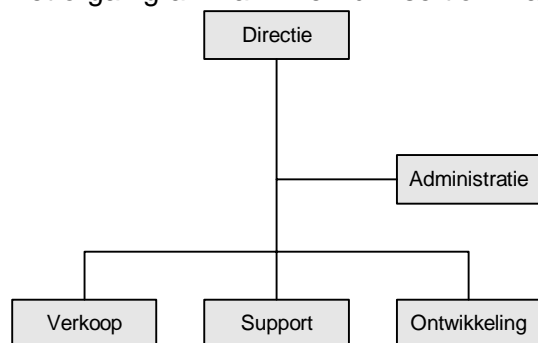 Directie
Administratie
Verkoop
Support
Ontwikkeling